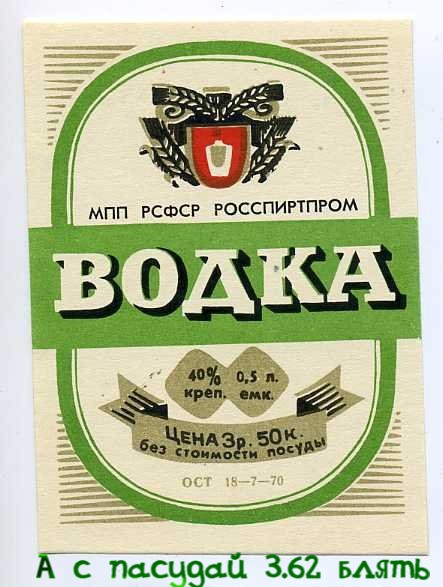 МПП РСФСР РОССПИРТПРОМ
ВОДКА
40% 0,5 л.
креп. емк.
ЦЕНА 3р. 50к.
без стоимости посуды
ОСТ 18—7—70
А с пасудай 3.62 блять